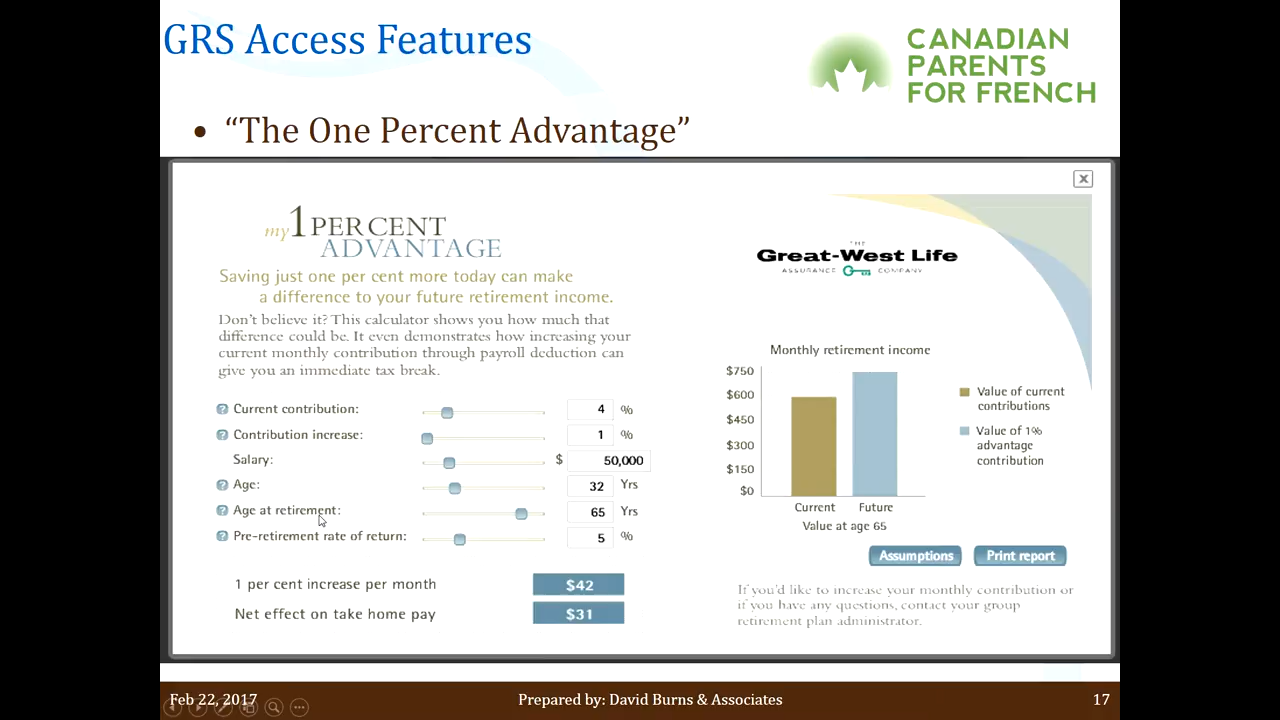 GRS Access Features
CANADIAN
PARENTS
FOR FRENCH
• “The One Percent Advantage”
X
my 1 PER CENT
ADVANTAGE
Saving just one per cent more today can make
a difference to your future retirement income.
Don't believe it? This calculator shows you how much that
difference could be. It even demonstrates how increasing your
current monthly contribution through payroll deduction can
give you an immediate tax break.
? Current contribution: 4 %
? Contribution increase: 1 %
Salary: $ 50,000
? Age: 32 Yrs
? Age at retirement: 65 Yrs
? Pre-retirement rate of return: 5 %
1 per cent increase per month $42
Net effect on take home pay $31
THE
Great-West Life
ASSURANCE COMPANY
Monthly retirement income
$750
$600
$450
$300
$150
$0
Current Future
Value at age 65
Value of current
contributions
Value of 1%
advantage
contribution
Assumptions Print report
If you'd like to increase your monthly contribution or
if you have any questions, contact your group
retirement plan administrator.
Feb 22, 2017 Prepared by: David Burns & Associates 17